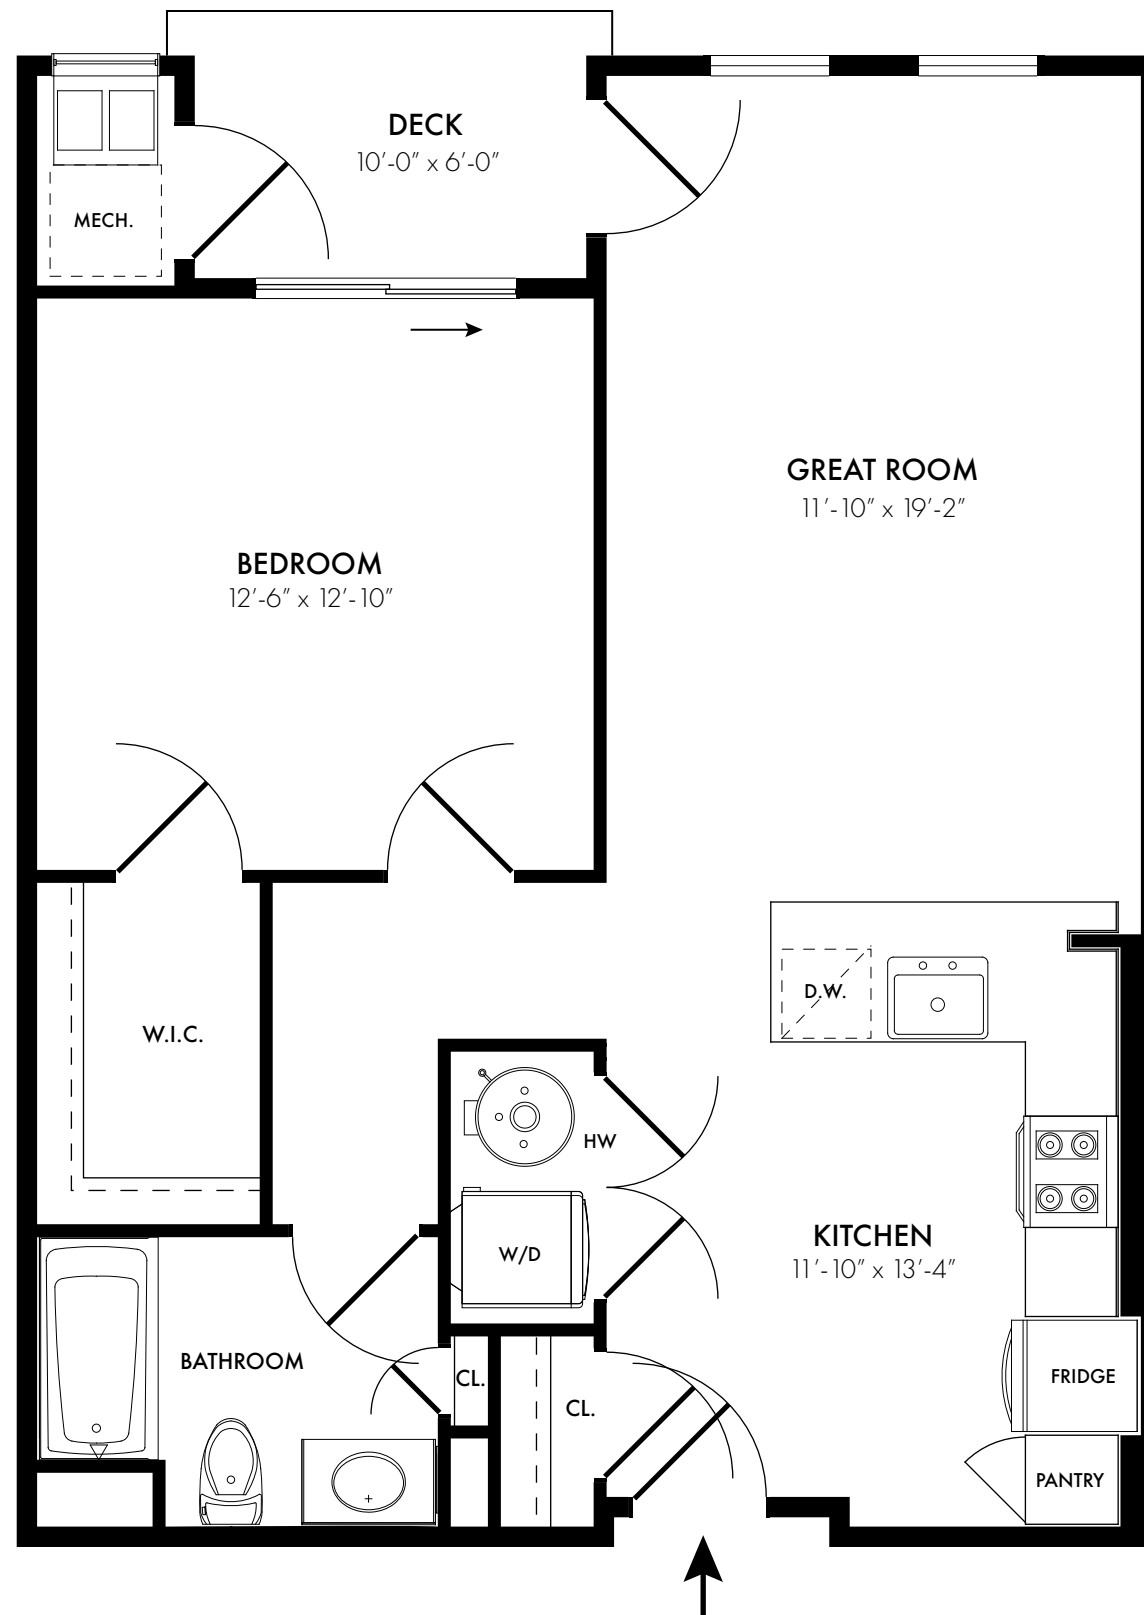 DECK
10'-0" x 6'-0"
MECH.
GREAT ROOM
11'-10" x 19'-2"
BEDROOM
12'-6" x 12'-10"
D.W.
W.I.C.
HW
KITCHEN
11'-10" x 13'-4"
W/D
BATHROOM
CL.
CL.
FRIDGE
PANTRY